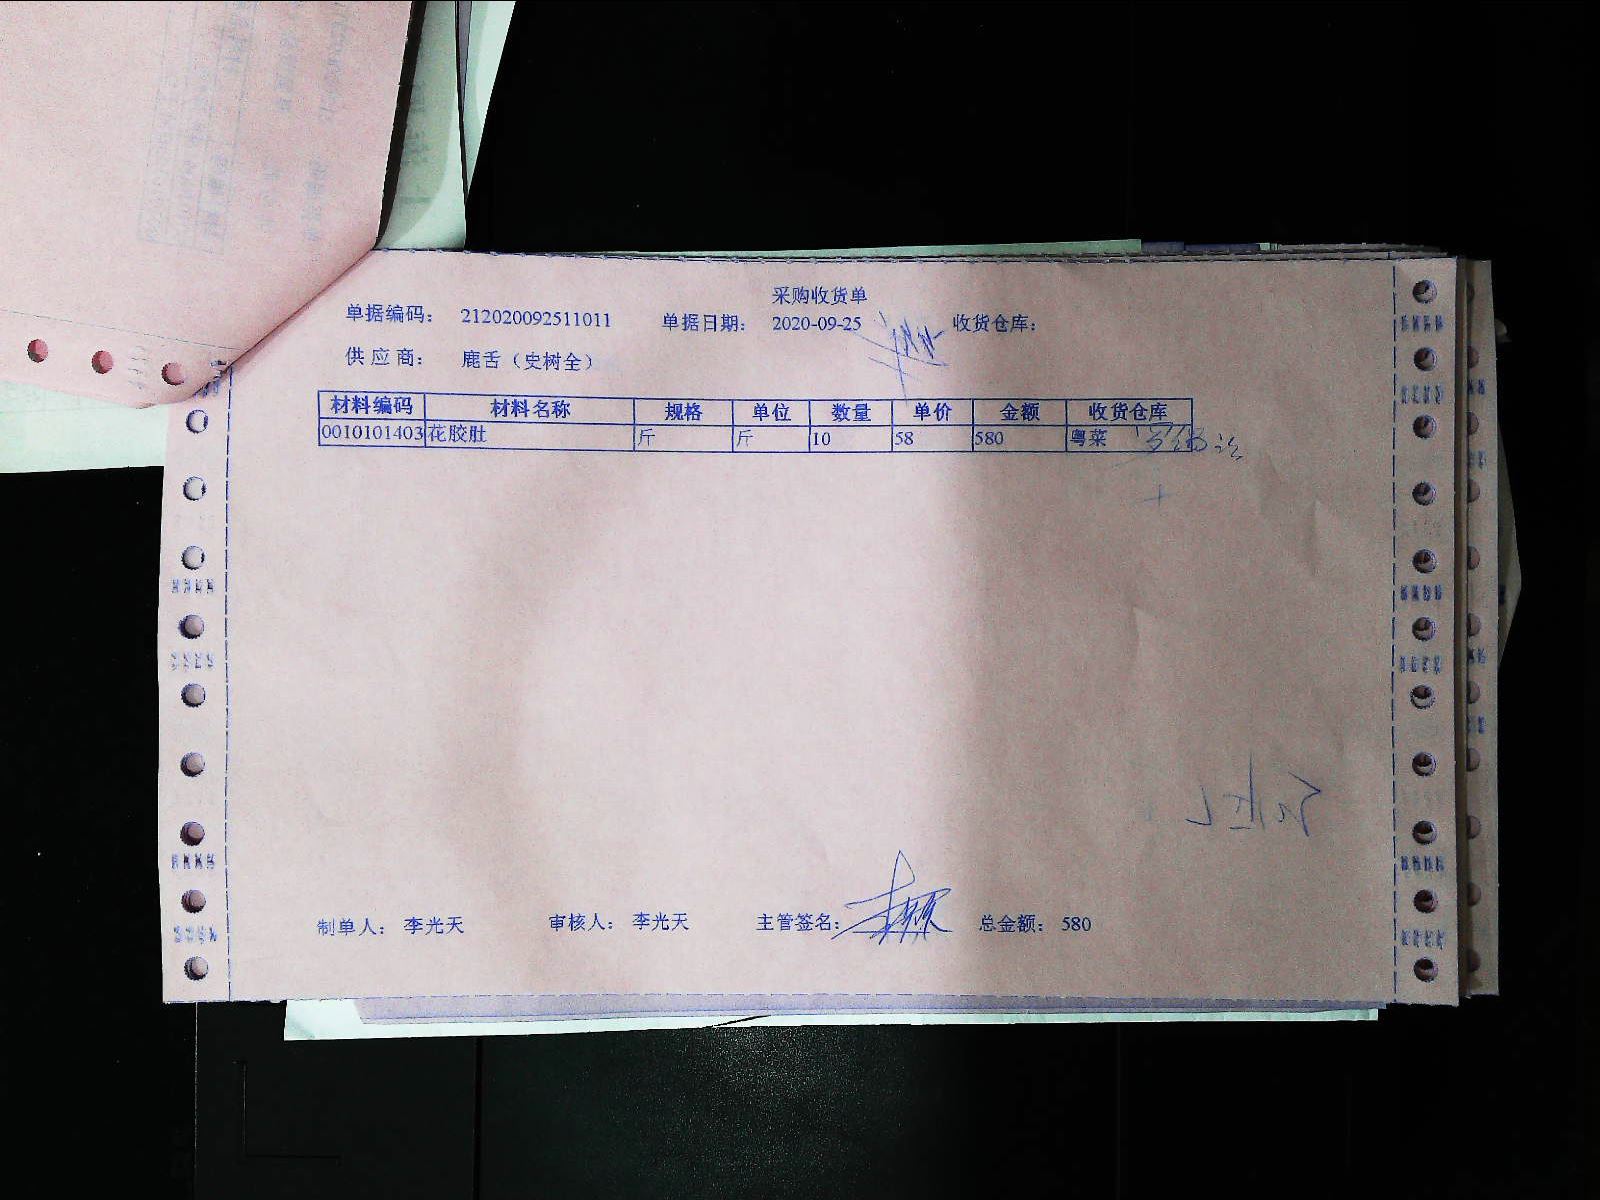 采购收货单
单据编码： 212020092511011 单据日期： 2020-09-25 收货仓库：
供应商： 鹿舌（史树全）
材料编码 材料名称 规格 单位 数量 单价 金额 收货仓库
0010101403 花胶肚 斤 斤 10 58 580 粤菜
制单人： 李光天 审核人： 李光天 主管签名： 总金额： 580